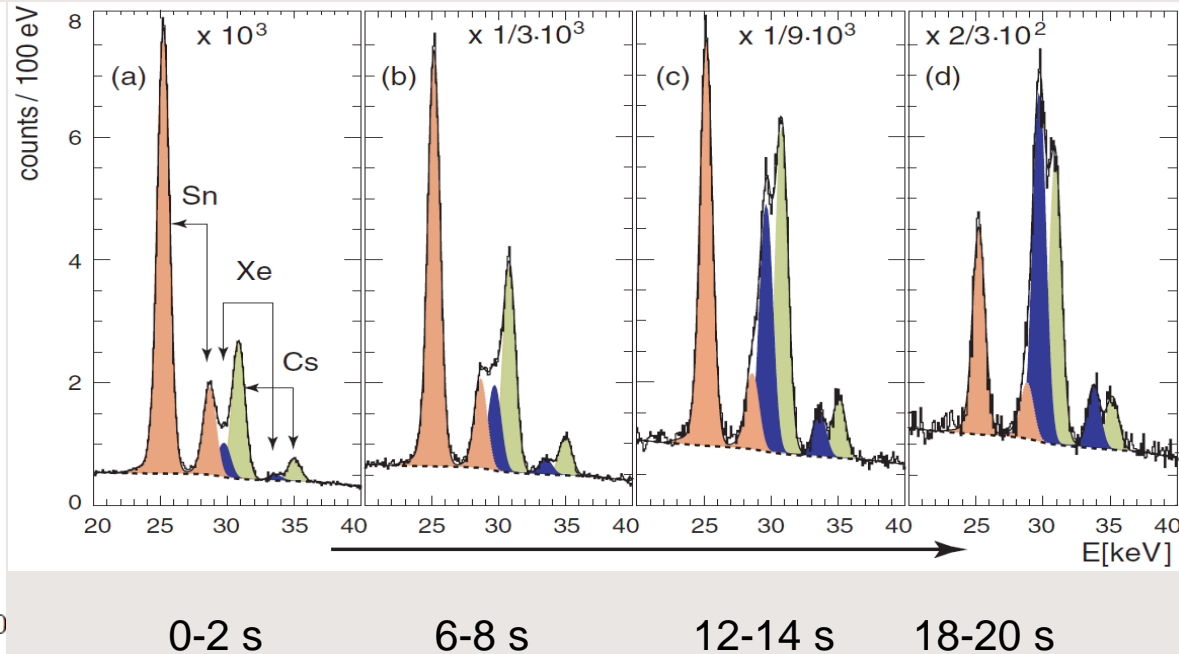 counts / 100 eV
8
6
4
2
0
(a)
x 10³
Sn
Xe
Cs
(b)
x 1/3·10³
(c)
x 1/9·10³
(d)
x 2/3·10²
20 25 30 35 40 25 30 35 40 25 30 35 40 25 30 35 40
E[keV]
0-2 s 6-8 s 12-14 s 18-20 s